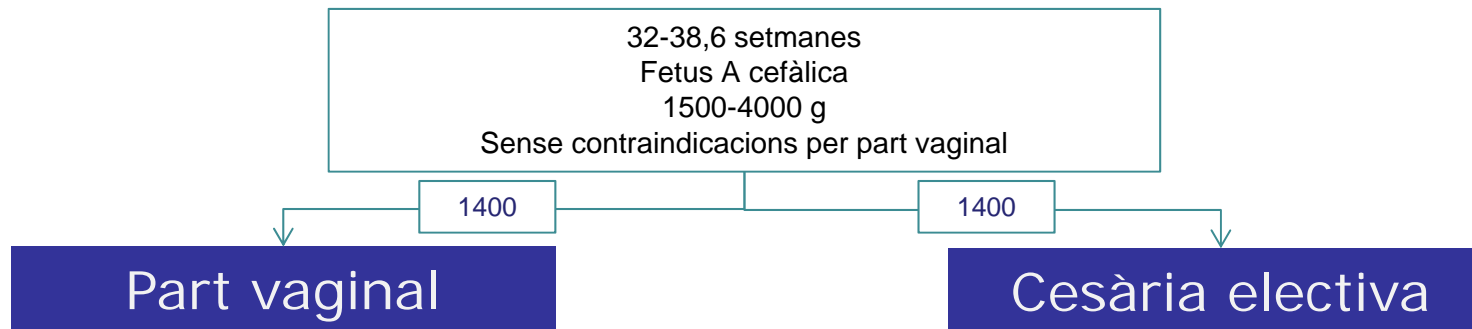 32-38,6 setmanes
Fetus A cefàlica
1500-4000 g
Sense contraindicacions per part vaginal
1400
1400
Part vaginal
Cesària electiva